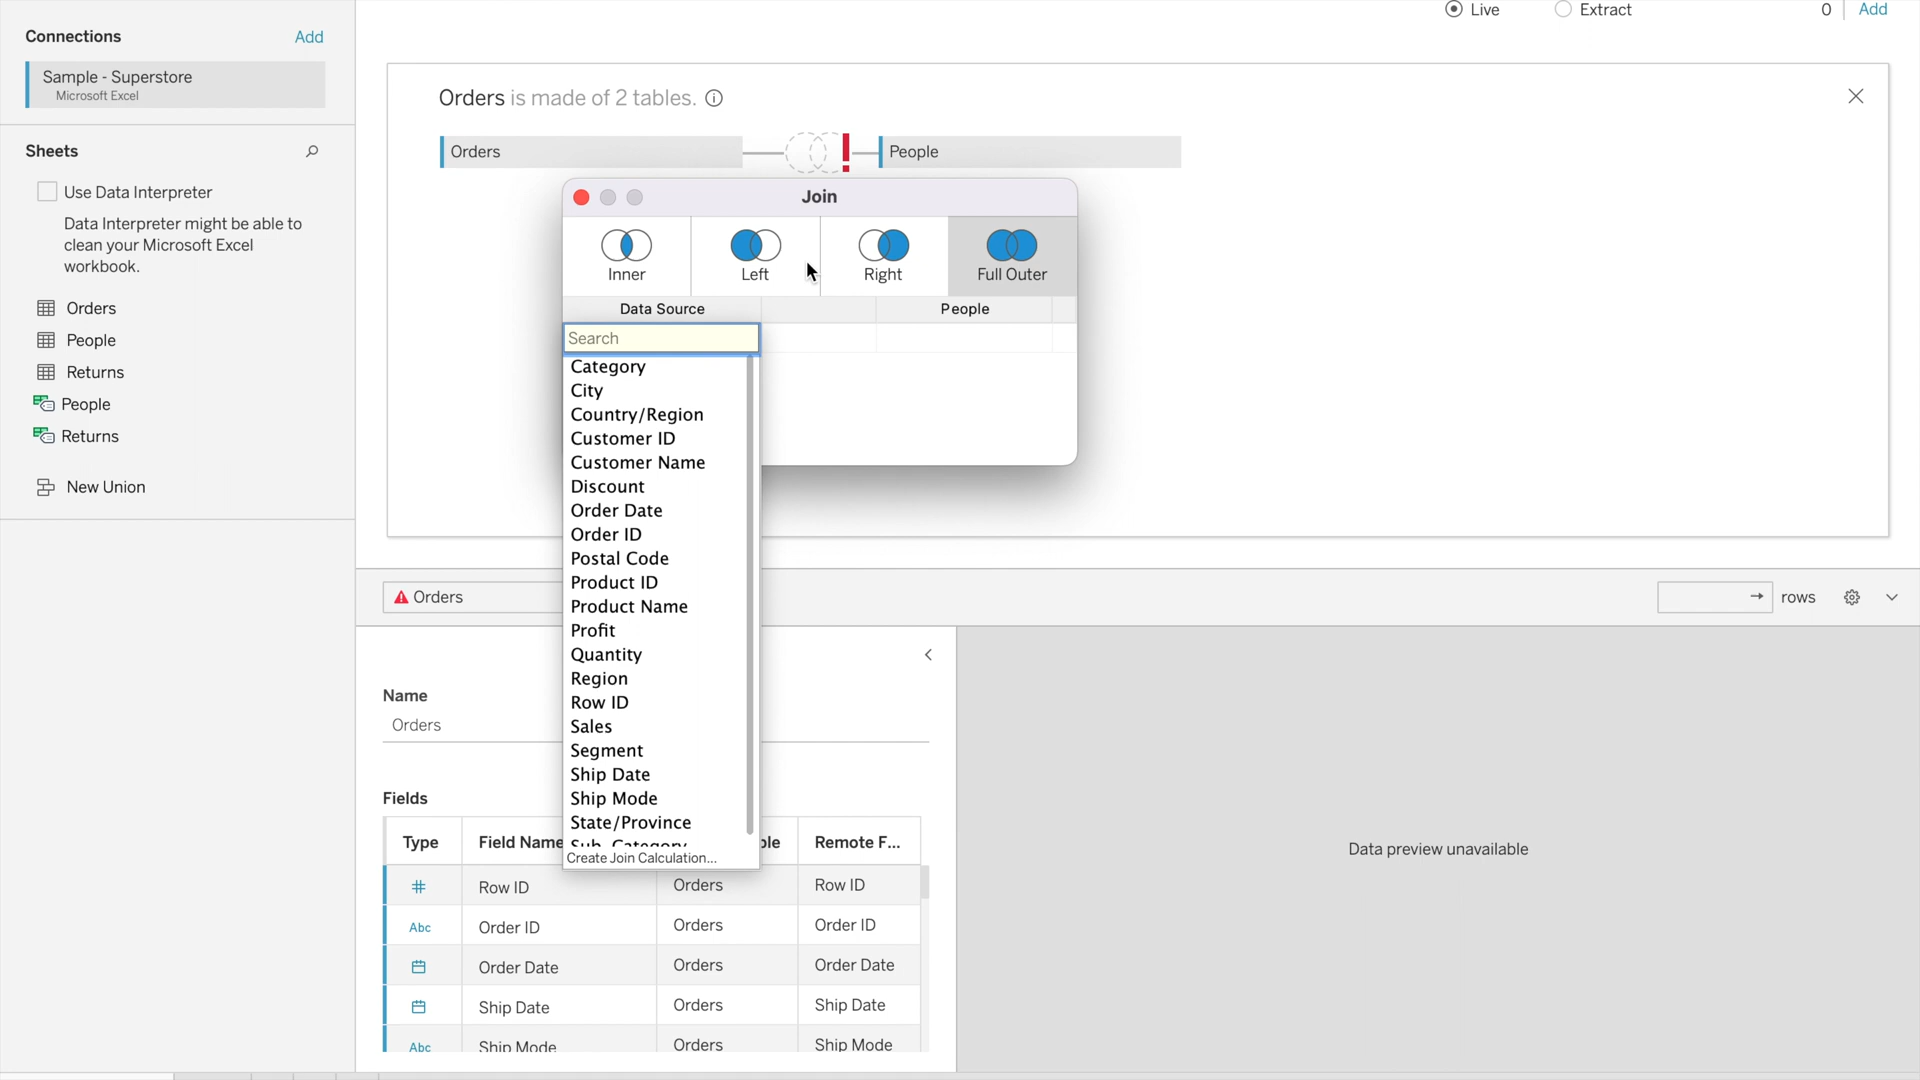 Connections
Add
Sample - Superstore
Microsoft Excel
Sheets
Use Data Interpreter
Data Interpreter might be able to
clean your Microsoft Excel
workbook.
Orders
People
Returns
People
Returns
New Union
Live
Extract
0
Add
Orders is made of 2 tables.
Orders
People
Join
Inner
Left
Right
Full Outer
Data Source
People
Search
Category
City
Country/Region
Customer ID
Customer Name
Discount
Order Date
Order ID
Postal Code
Product ID
Product Name
Profit
Quantity
Region
Row ID
Sales
Segment
Ship Date
Ship Mode
State/Province
Sub-Category
Create Join Calculation...
Orders
rows
Name
Orders
Fields
Type Field Name Remote F...
# Row ID Orders Row ID
Abc Order ID Orders Order ID
Order Date Orders Order Date
Ship Date Orders Ship Date
Abc Ship Mode Orders Ship Mode
Data preview unavailable